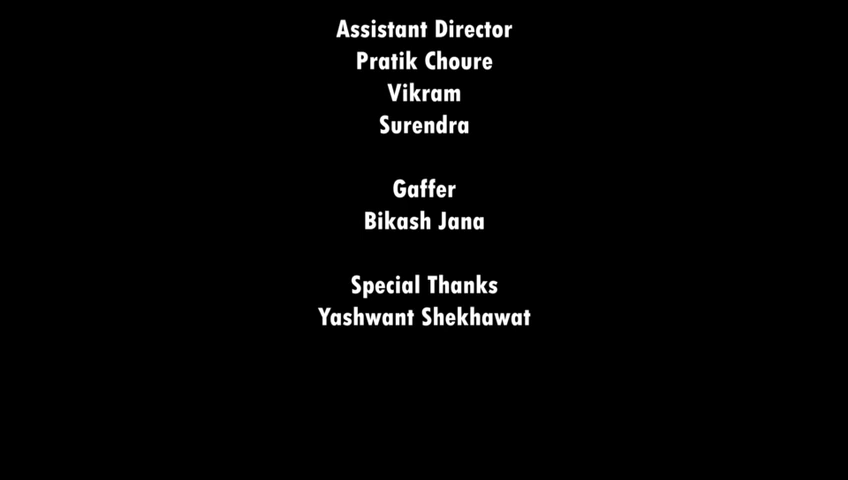 Assistant Director
Pratik Choure
Vikram
Surendra
Gaffer
Bikash Jana
Special Thanks
Yashwant Shekhawat